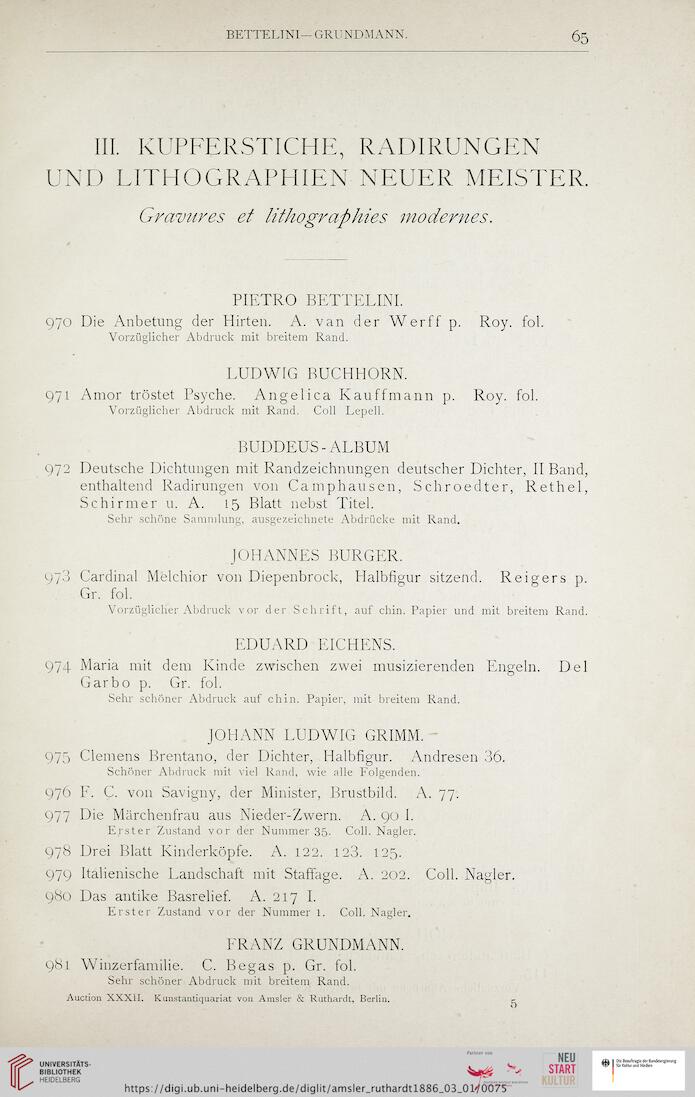 BETTELINI—GRUNDMANN.
65
III. KUPFERSTICHE, RADIRUNGEN
UND LITHOGRAPHIEN NEUER MEISTER.
Gravures et lithographies modernes.
PIETRO BETTELINI.
970 Die Anbetung der Hirten. A. van der Werff p. Roy. fol.
Vorzüglicher Abdruck mit breitem Rand.
LUDWIG BUCHHORN.
971 Amor tröstet Psyche. Angelica Kauffmann p. Roy. fol.
Vorzüglicher Abdruck mit Rand. Coll Lepell.
BUDDEUS-ALBUM
972 Deutsche Dichtungen mit Randzeichnungen deutscher Dichter, II Band,
enthaltend Radirungen von Camphausen, Schroedter, Rethel,
Schirmer u. A. 15 Blatt nebst Titel.
Sehr schöne Sammlung, ausgezeichnete Abdrücke mit Rand.
JOHANNES BURGER.
973 Cardinal Melchior von Diepenbrock, Halbfigur sitzend. Reigers p.
Gr. fol.
Vorzüglicher Abdruck vor der Schrift, auf chin. Papier und mit breitem Rand.
EDUARD EICHENS.
974 Maria mit dem Kinde zwischen zwei musizierenden Engeln. Del
Garbo p. Gr. fol.
Sehr schöner Abdruck auf chin. Papier, mit breitem Rand.
JOHANN LUDWIG GRIMM.
975 Clemens Brentano, der Dichter, Halbfigur. Andresen 36.
Schöner Abdruck mit viel Rand, wie alle Folgenden.
976 F. C. von Savigny, der Minister, Brustbild. A. 77.
977 Die Märchenfrau aus Nieder-Zwern. A. 90 I.
Erster Zustand vor der Nummer 35. Coll. Nagler.
978 Drei Blatt Kinderköpfe. A. 122. 123. 125.
979 Italienische Landschaft mit Staffage. A. 202. Coll. Nagler.
980 Das antike Basrelief. A. 217 I.
Erster Zustand vor der Nummer 1. Coll. Nagler.
FRANZ GRUNDMANN.
981 Winzerfamilie. C. Begas p. Gr. fol.
Sehr schöner Abdruck mit breitem Rand.
Auction XXXII. Kunstantiquariat von Amsler & Ruthardt, Berlin.
5
UNIVERSITÄTS-
BIBLIOTHEK
HEIDELBERG
https://digi.ub.uni-heidelberg.de/diglit/amsler_ruthardt1886_03_01/0075
Partner von
NEU
START
KULTUR
Die Beauftragte der Bundesregierung
für Kultur und Medien